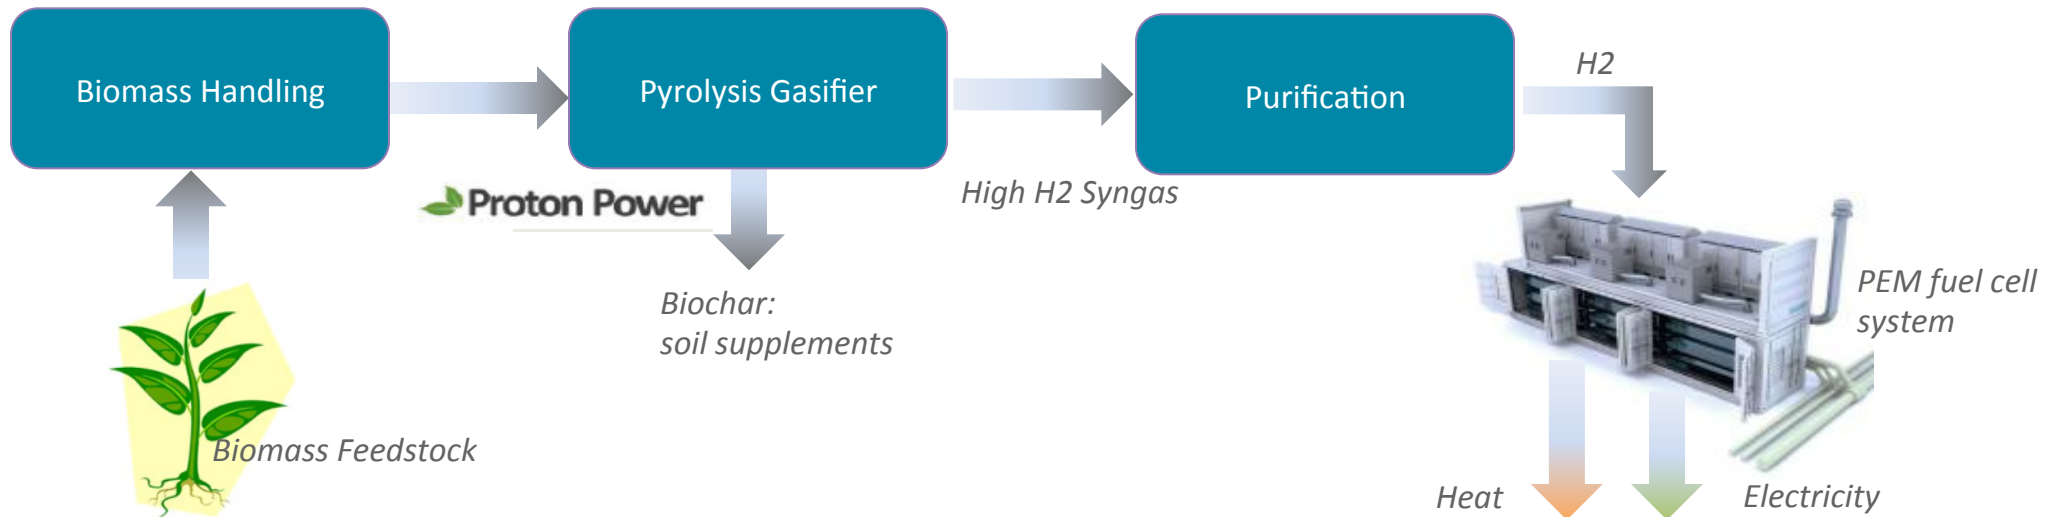 Biomass Handling
Pyrolysis Gasifier
Purification
H2
Proton Power
High H2 Syngas
Biochar:
soil supplements
PEM fuel cell
system
Biomass Feedstock
Heat
Electricity